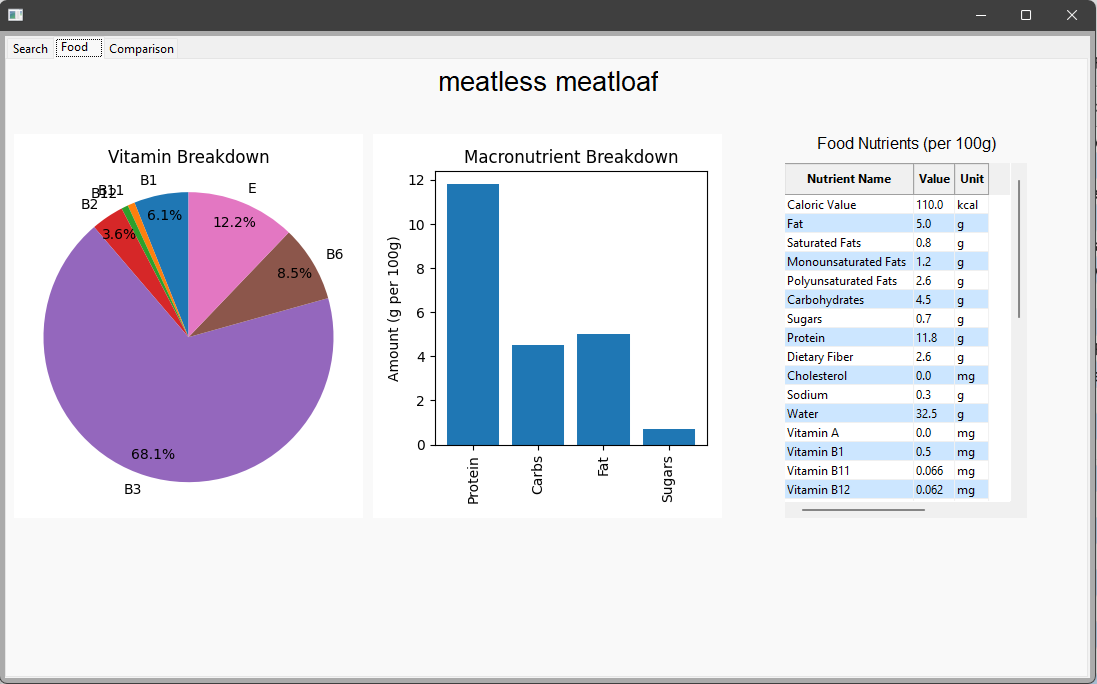 Search Food Comparison
meatless meatloaf
Vitamin Breakdown
B1
B11
B12
B2
E
B6
B3
6.1%
12.2%
3.6%
8.5%
68.1%
Macronutrient Breakdown
Amount (g per 100g)
12
10
8
6
4
2
0
Protein
Carbs
Fat
Sugars
Food Nutrients (per 100g)
Nutrient Name Value Unit
Caloric Value 110.0 kcal
Fat 5.0 g
Saturated Fats 0.8 g
Monounsaturated Fats 1.2 g
Polyunsaturated Fats 2.6 g
Carbohydrates 4.5 g
Sugars 0.7 g
Protein 11.8 g
Dietary Fiber 2.6 g
Cholesterol 0.0 mg
Sodium 0.3 g
Water 32.5 g
Vitamin A 0.0 mg
Vitamin B1 0.5 mg
Vitamin B11 0.066 mg
Vitamin B12 0.062 mg